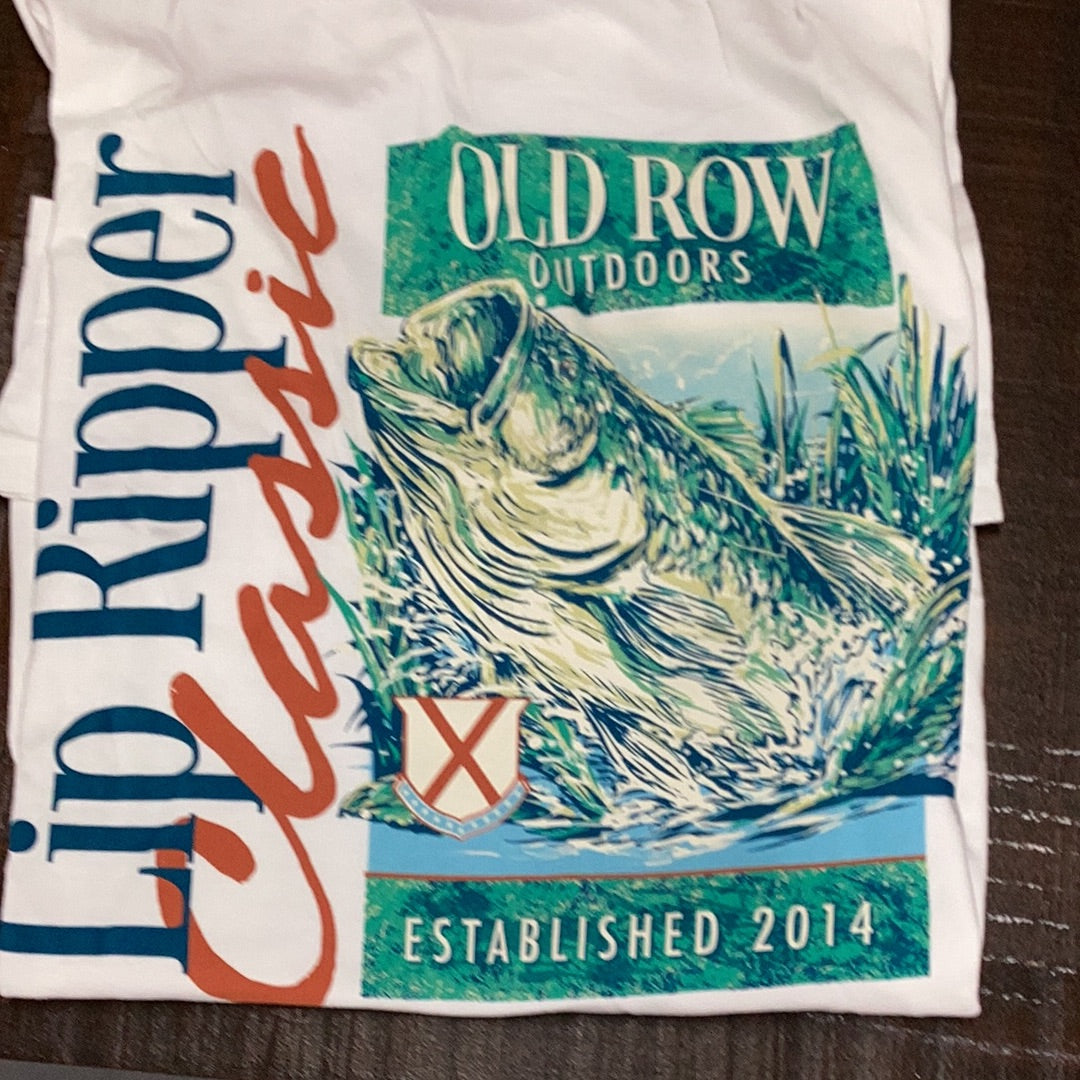 Lip Ripper
Classic
OLD ROW
OUTDOORS
ESTABLISHED 2014